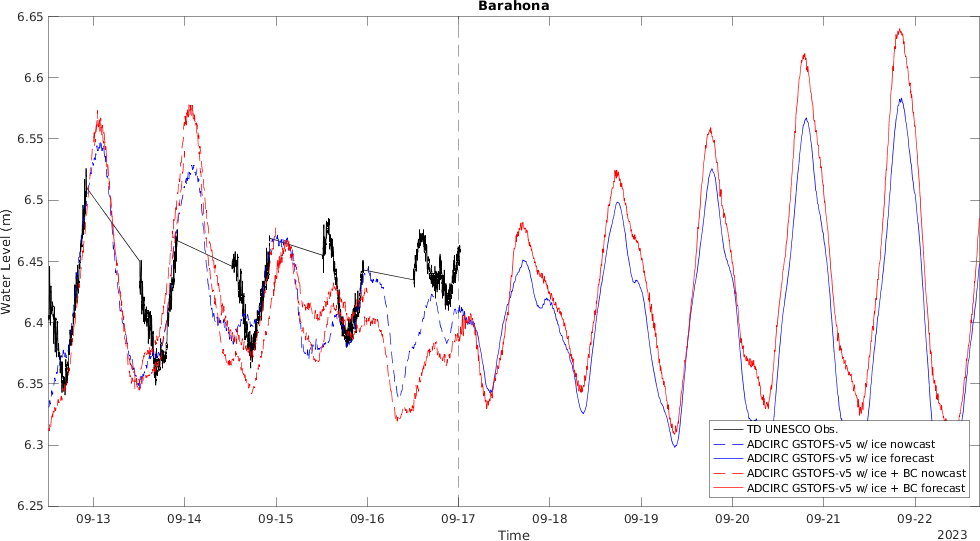 Barahona
6.65
6.6
6.55
6.5
6.45
6.4
6.35
6.3
6.25
Water Level (m)
TD UNESCO Obs.
ADCIRC GSTOFS-v5 w/ ice nowcast
ADCIRC GSTOFS-v5 w/ ice forecast
ADCIRC GSTOFS-v5 w/ ice + BC nowcast
ADCIRC GSTOFS-v5 w/ ice + BC forecast
09-13 09-14 09-15 09-16 09-17 09-18 09-19 09-20 09-21 09-22
Time
2023